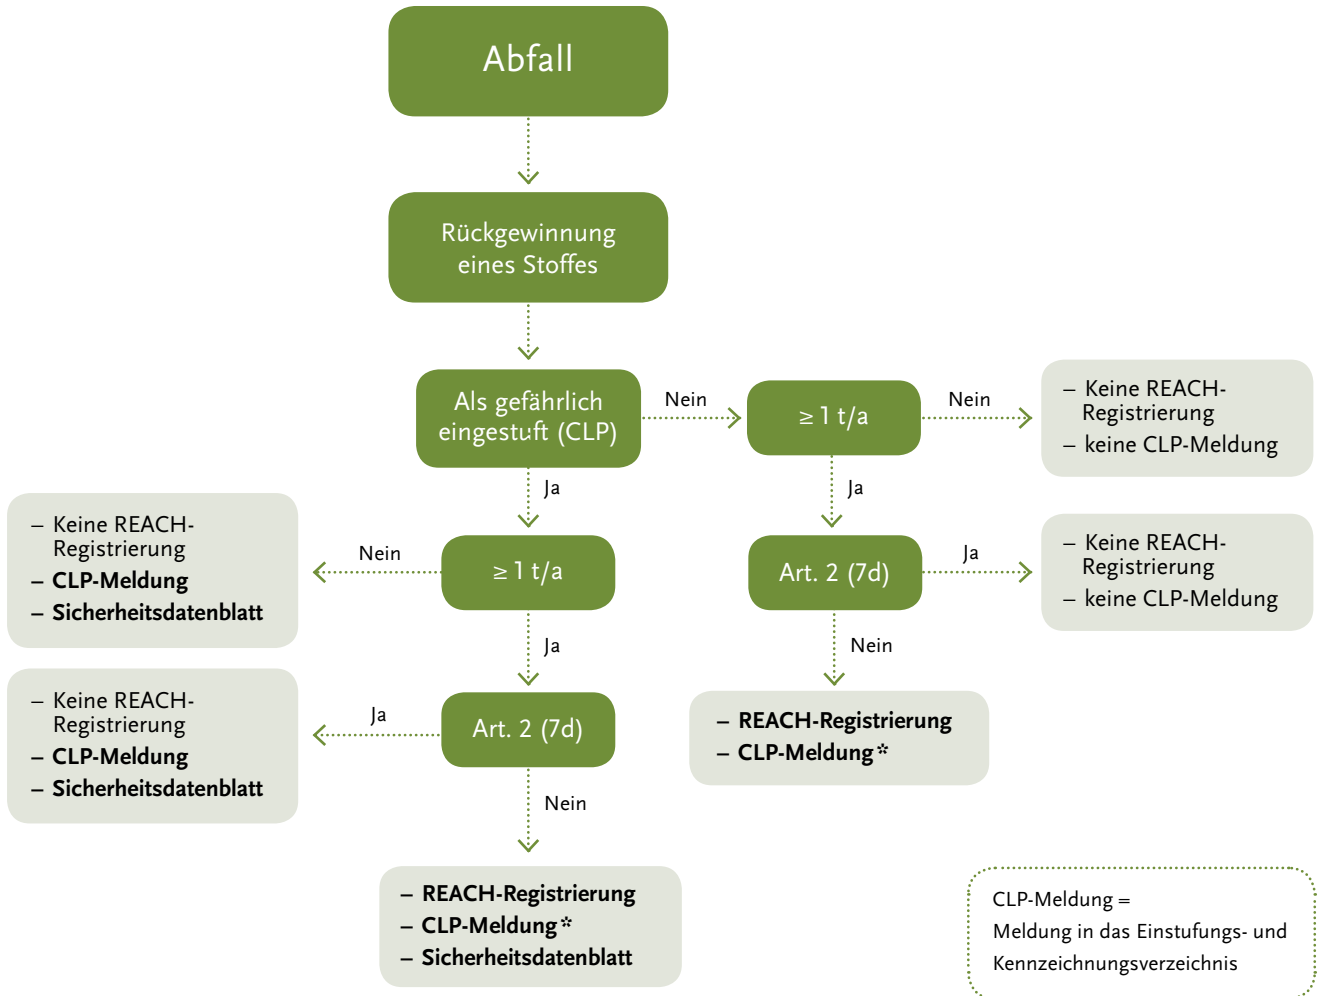 Abfall
Rückgewinnung
eines Stoffes
Als gefährlich
eingestuft (CLP)
Nein
≥ 1 t/a
Nein
– Keine REACH-
Registrierung
– keine CLP-Meldung
Ja
Ja
– Keine REACH-
Registrierung
– CLP-Meldung
– Sicherheitsdatenblatt
Nein
≥ 1 t/a
Art. 2 (7d)
Ja
– Keine REACH-
Registrierung
– keine CLP-Meldung
Ja
Nein
– Keine REACH-
Registrierung
– CLP-Meldung
– Sicherheitsdatenblatt
Ja
Art. 2 (7d)
– REACH-Registrierung
– CLP-Meldung*
Nein
– REACH-Registrierung
– CLP-Meldung*
– Sicherheitsdatenblatt
CLP-Meldung =
Meldung in das Einstufungs- und
Kennzeichnungsverzeichnis